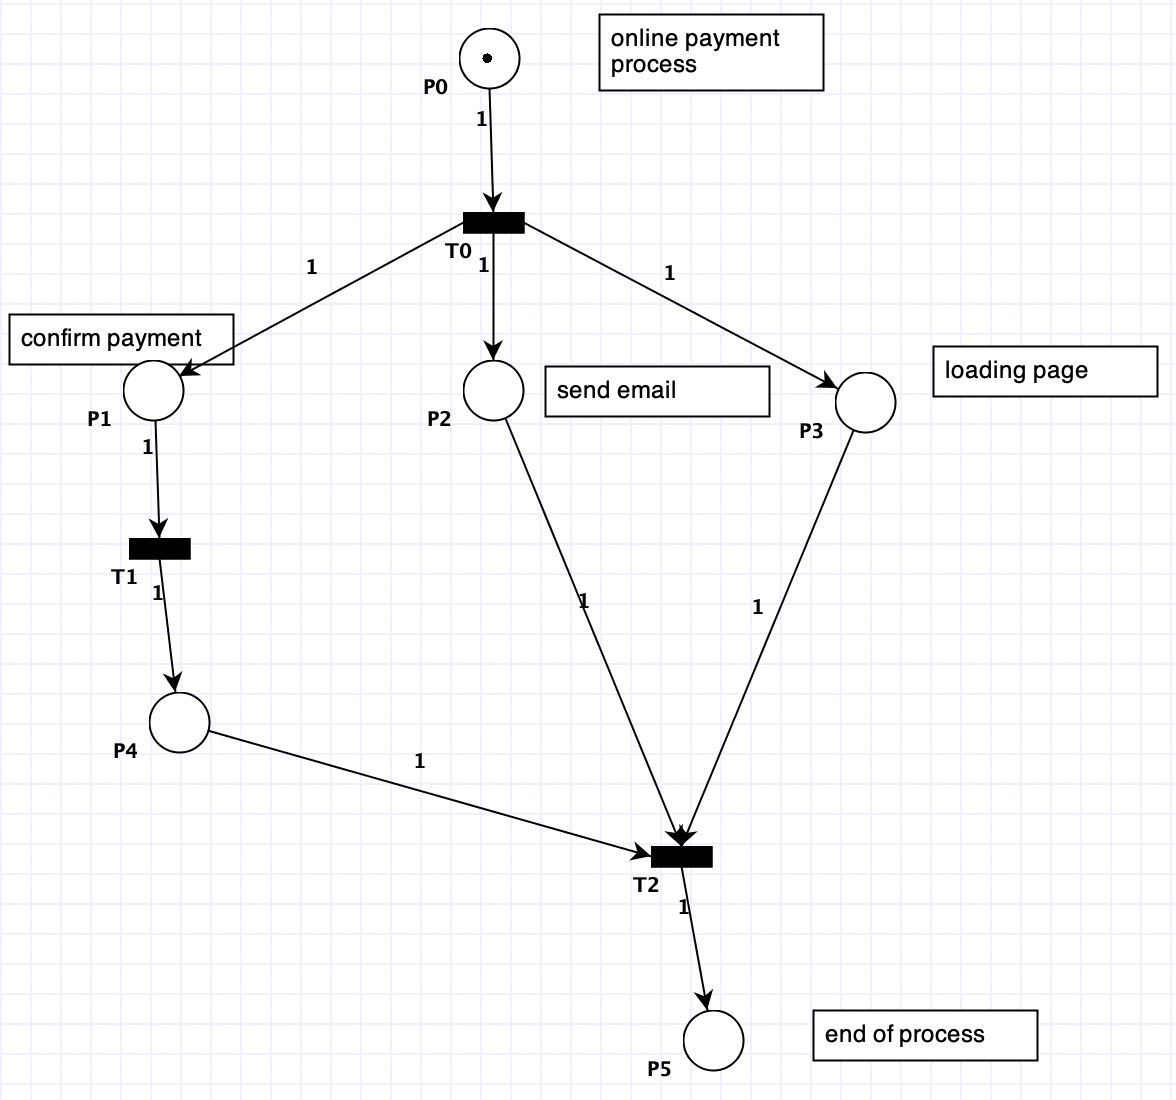 online payment
process
P0
1
T0
1
1
1
confirm payment
loading page
send email
P1
P2
P3
1
T1
1
1
1
P4
1
T2
1
end of process
P5